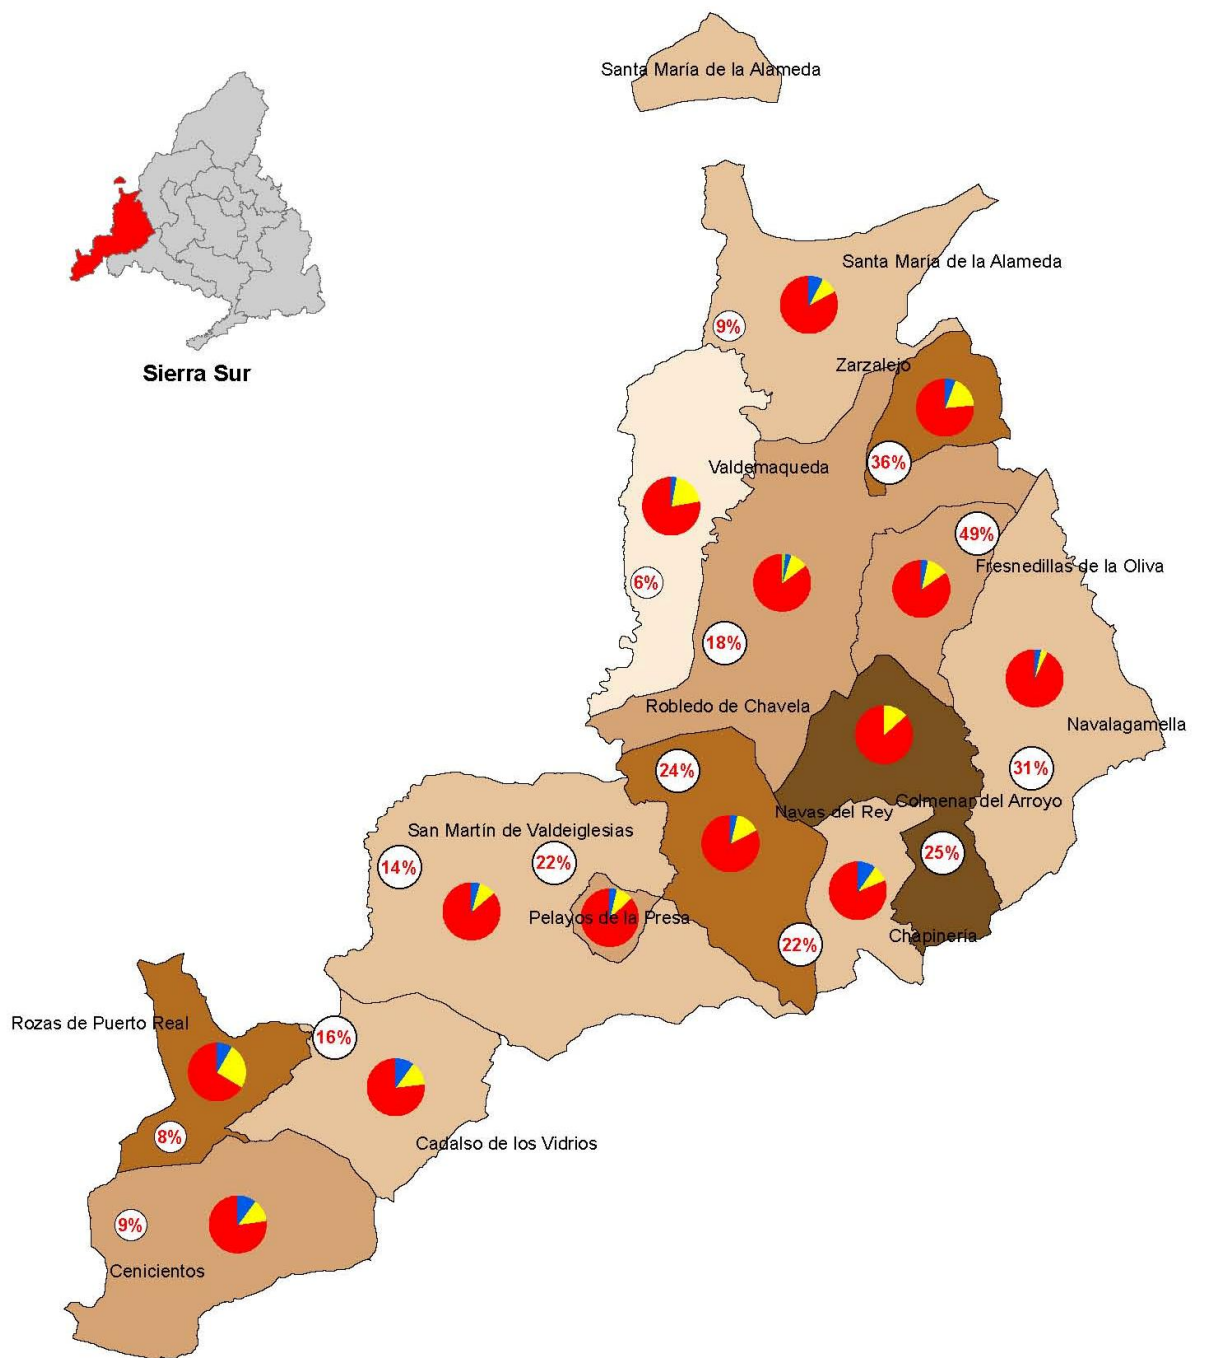 Santa María de la Alameda
Sierra Sur
Santa María de la Alameda
9%
Zarzalejo
36%
Valdemaqueda
49%
Fresnedillas de la Oliva
6%
18%
Robledo de Chavela
Navalagamella
24%
31%
Colmenar del Arroyo
Navas del Rey
San Martín de Valdeiglesias
22%
14%
25%
Pelayos de la Presa
Chapinería
22%
Rozas de Puerto Real
16%
8%
Cadalso de los Vidrios
9%
Cenicientos